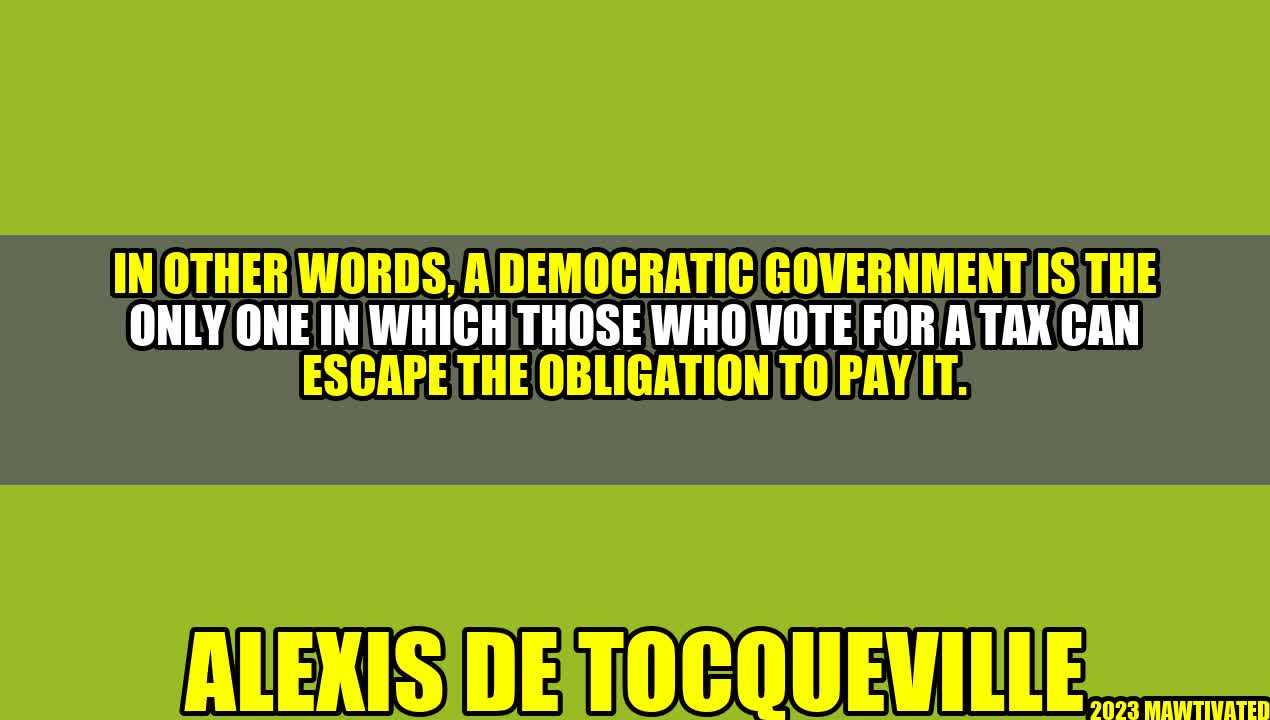 IN OTHER WORDS, A DEMOCRATIC GOVERNMENT IS THE
ONLY ONE IN WHICH THOSE WHO VOTE FOR A TAX CAN
ESCAPE THE OBLIGATION TO PAY IT.
ALEXIS DE TOCQUEVILLE
2023 MAWTIVATED